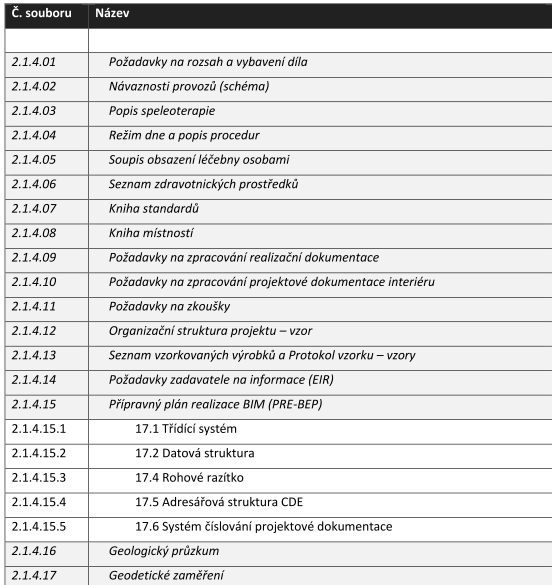 Č. souboru Název
2.1.4.01 Požadavky na rozsah a vybavení díla
2.1.4.02 Návaznosti provozů (schéma)
2.1.4.03 Popis speleoterapie
2.1.4.04 Režim dne a popis procedur
2.1.4.05 Soupis obsazení léčebny osobami
2.1.4.06 Seznam zdravotnických prostředků
2.1.4.07 Kniha standardů
2.1.4.08 Kniha místností
2.1.4.09 Požadavky na zpracování realizační dokumentace
2.1.4.10 Požadavky na zpracování projektové dokumentace interiéru
2.1.4.11 Požadavky na zkoušky
2.1.4.12 Organizační struktura projektu – vzor
2.1.4.13 Seznam vzorkovaných výrobků a Protokol vzorku – vzory
2.1.4.14 Požadavky zadavatele na informace (EIR)
2.1.4.15 Přípravný plán realizace BIM (PRE-BEP)
2.1.4.15.1 17.1 Třídící systém
2.1.4.15.2 17.2 Datová struktura
2.1.4.15.3 17.4 Rohové razítko
2.1.4.15.4 17.5 Adresářová struktura CDE
2.1.4.15.5 17.6 Systém číslování projektové dokumentace
2.1.4.16 Geologický průzkum
2.1.4.17 Geodetické zaměření